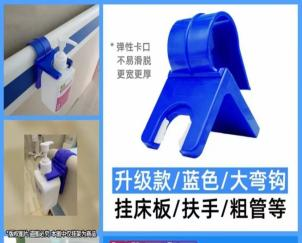 * 弹性卡口
不易滑脱
更宽更厚
升级款/蓝色/大弯钩
挂床板/扶手/粗管等